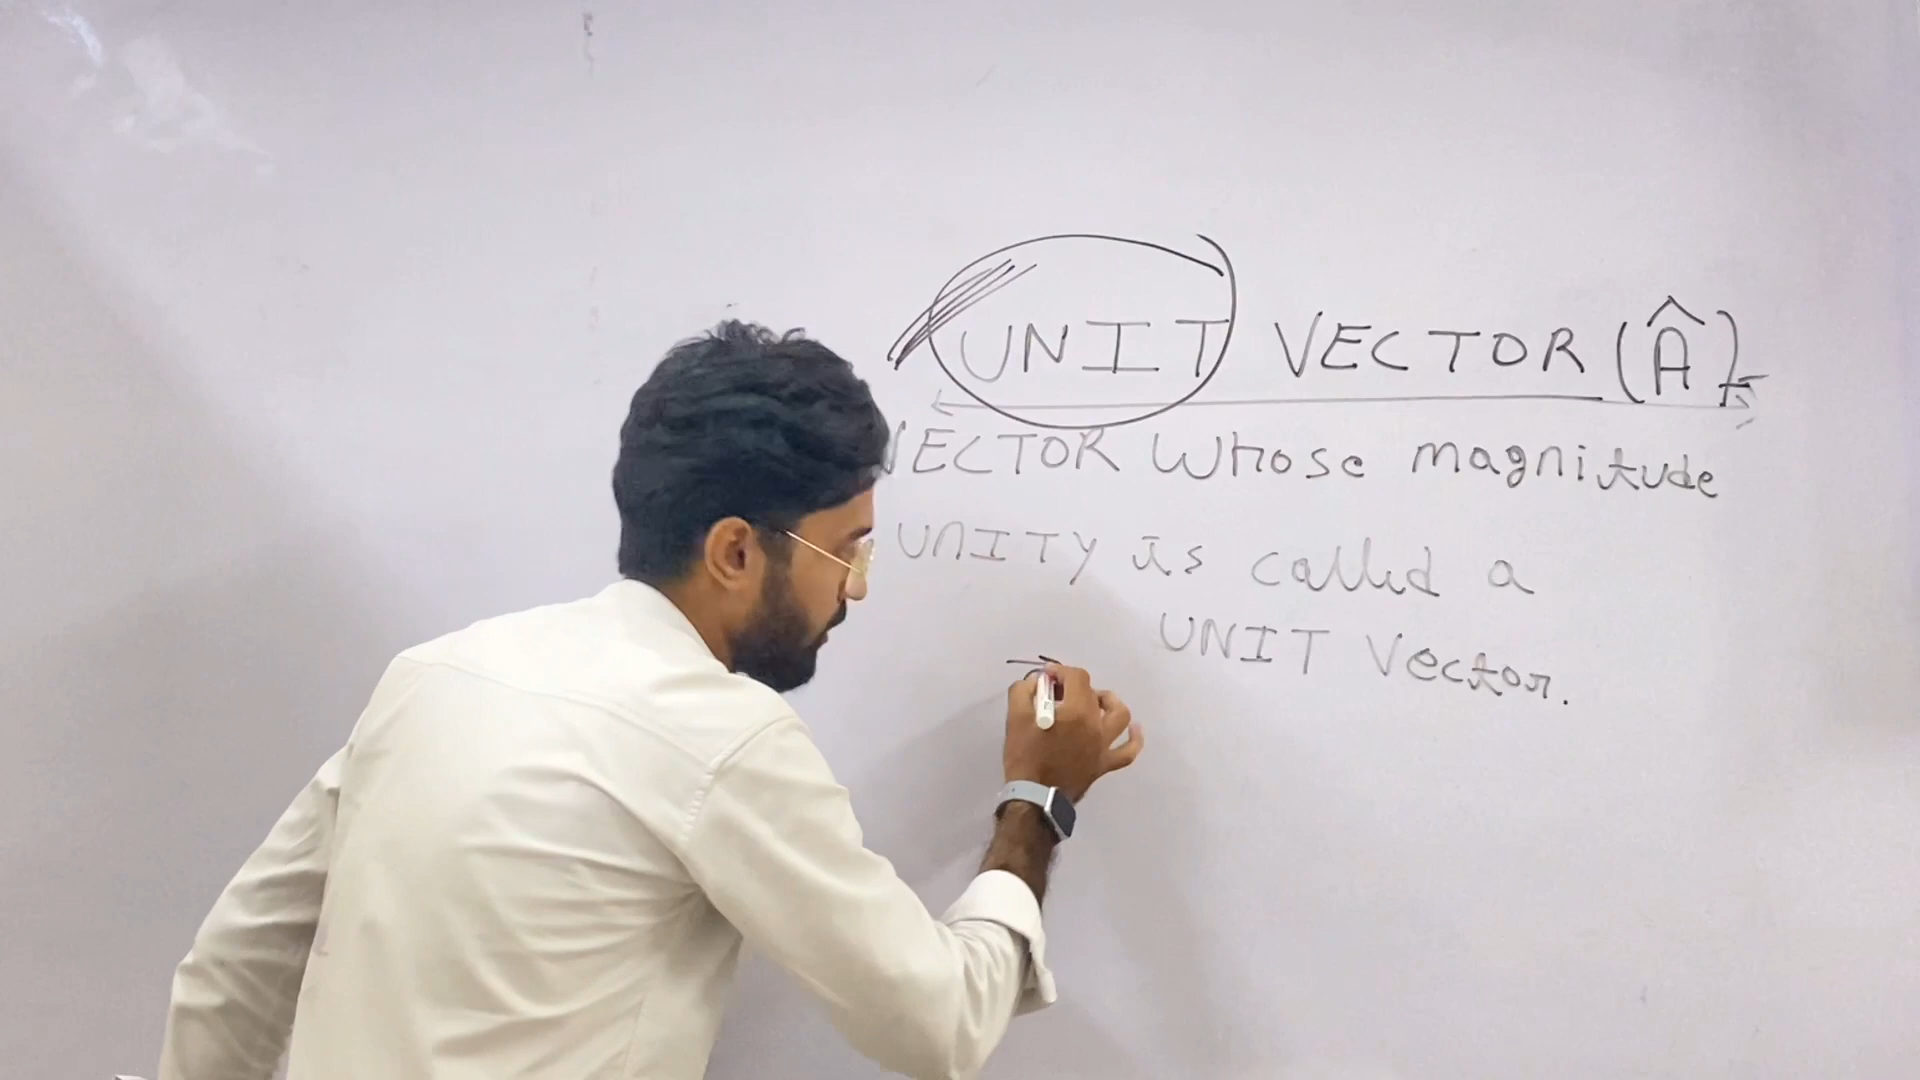 UNIT VECTOR (Â)
VECTOR whose magnitude
UNITY is called a
UNIT Vector.